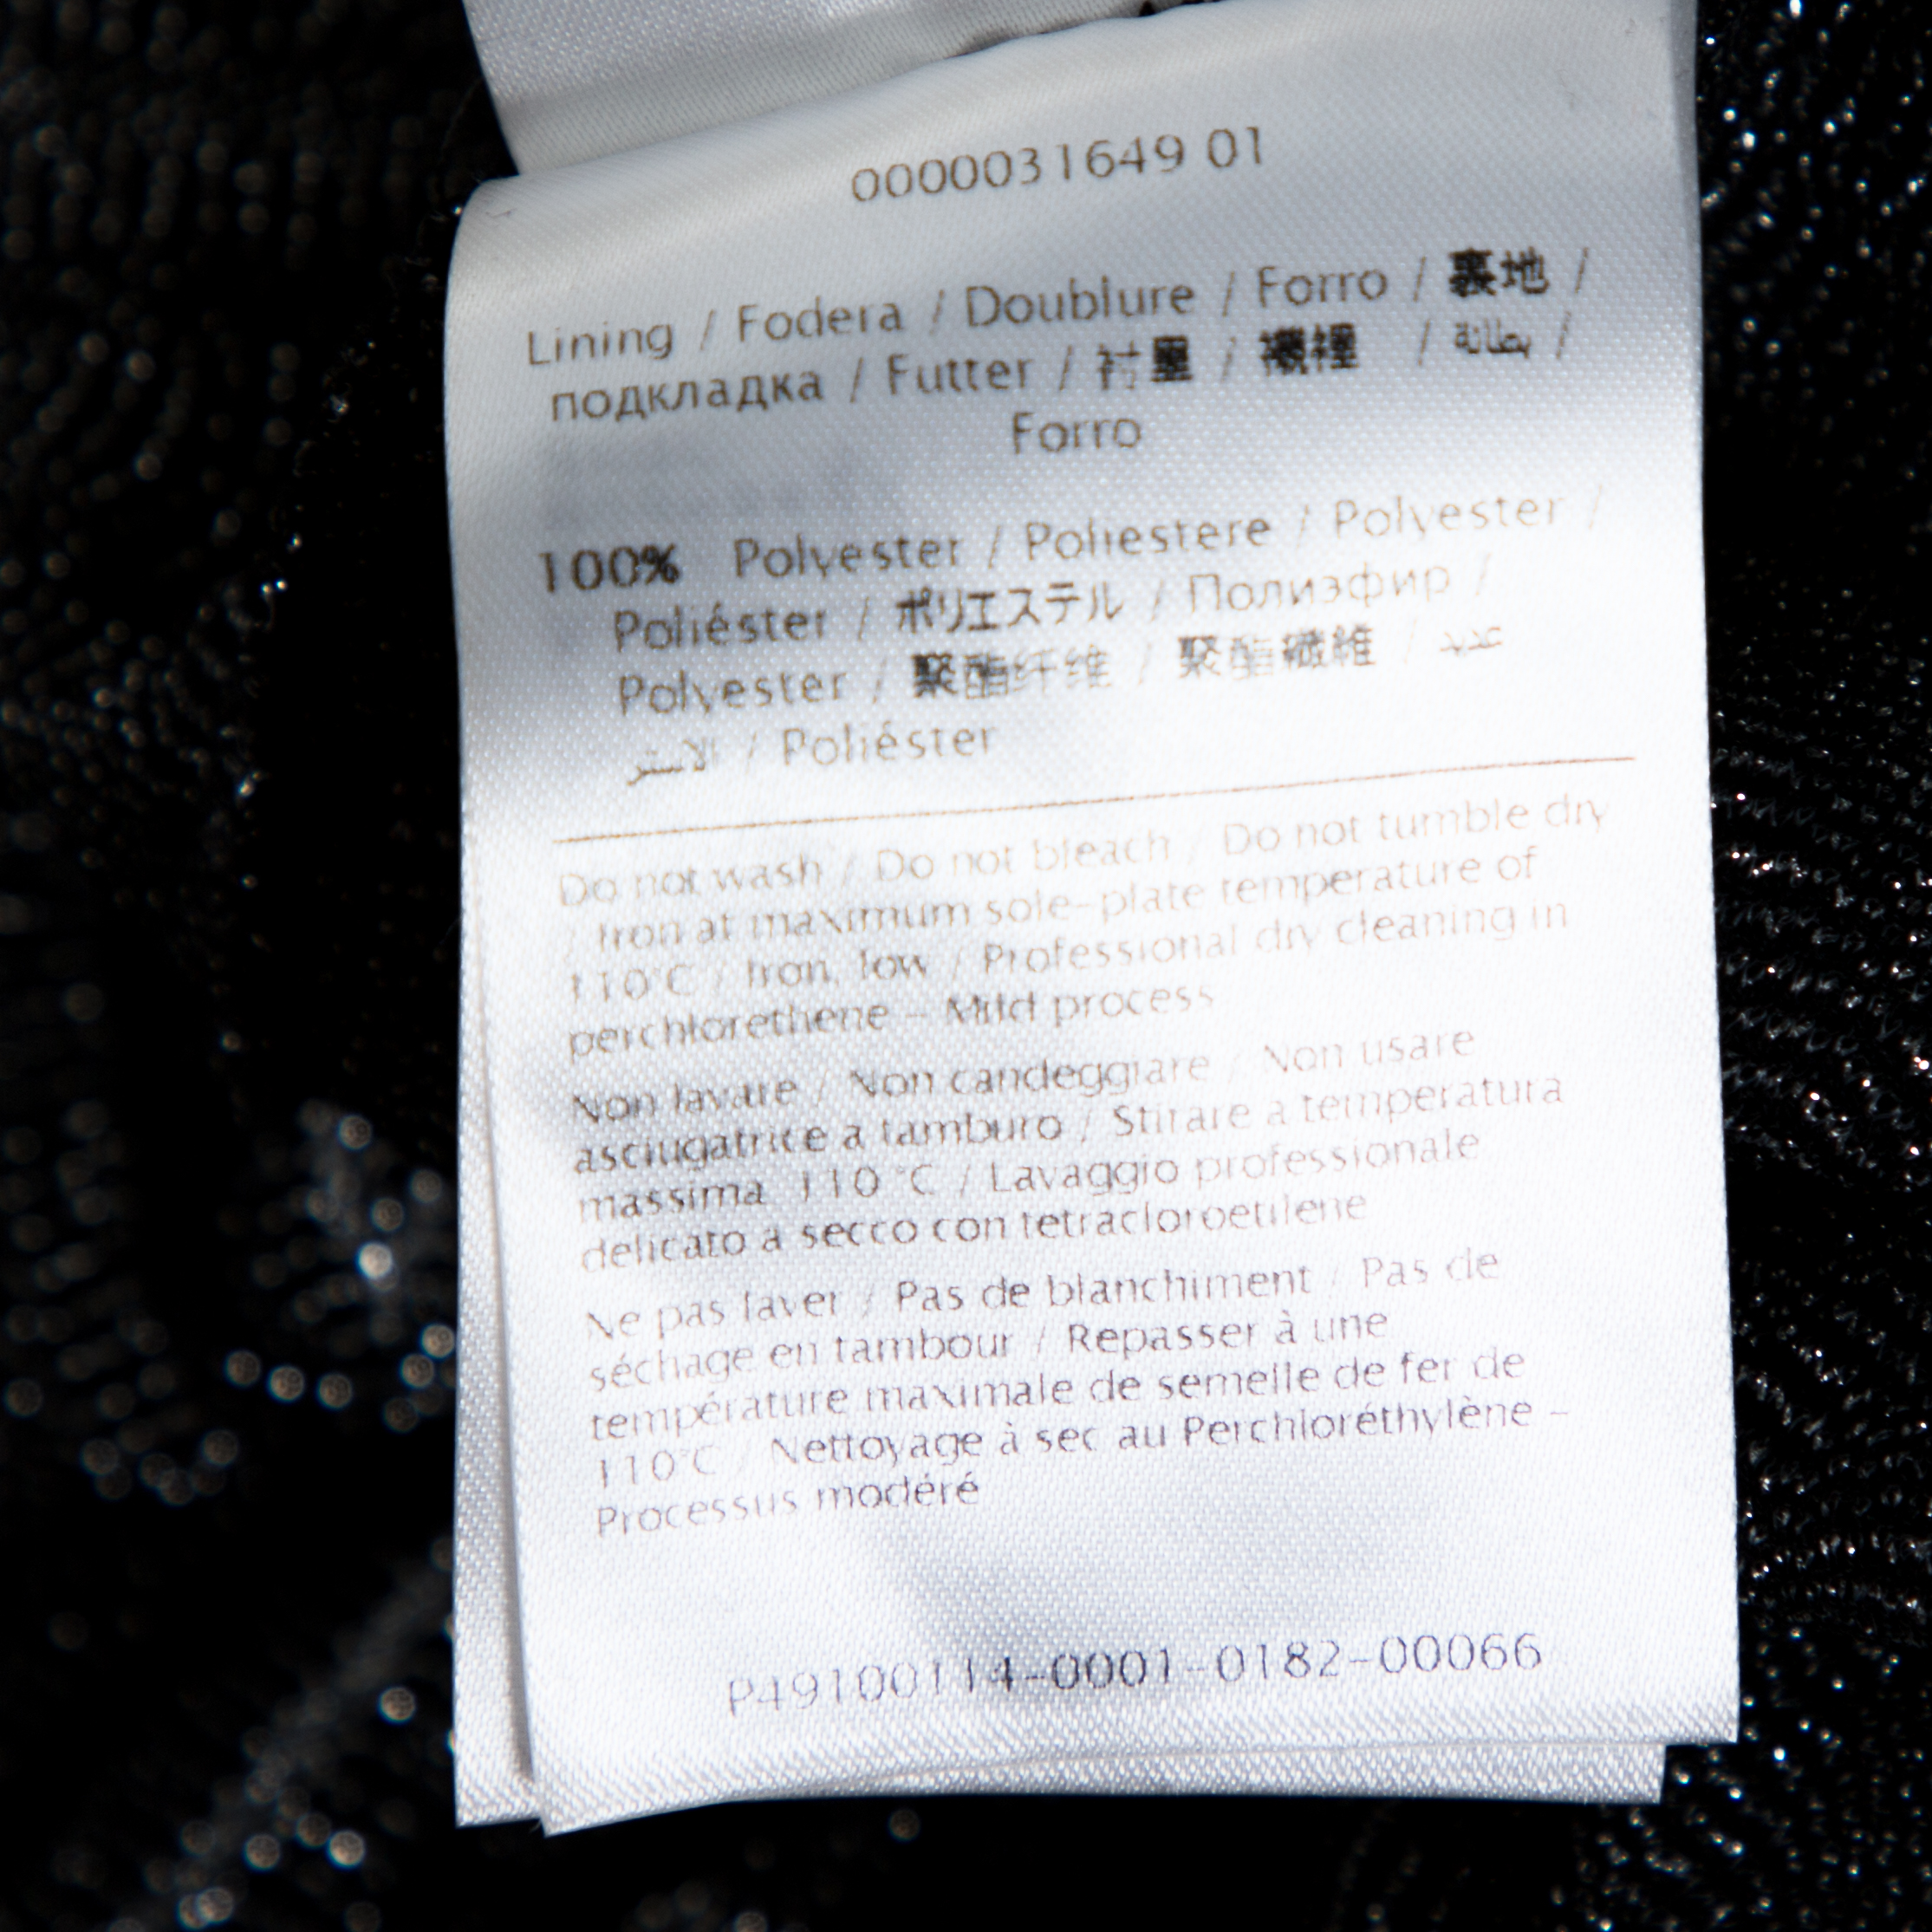 0000031649 01
Lining / Fodera / Doublure / Forro / 裏地 /
подкладка / Futter / 衬里 / 襯裡 / بطانة /
Forro
100% Polyester / Poliestere / Polyester /
Poliéster / ポリエステル / Полиэфир /
Polyester / 聚酯纤维 / 聚酯纖維 /
/ Poliéster
Do not wash / Do not bleach / Do not tumble dry
/ Iron at maximum sole-plate temperature of
110°C / Iron, low / Professional dry cleaning in
perchlorethene - Mild process
Non lavare / Non candeggiare / Non usare
asciugatrice a tamburo / Stirare a temperatura
massima 110 °C / Lavaggio professionale
delicato a secco con tetracloroetilene
Ne pas laver / Pas de blanchiment / Pas de
séchage en tambour / Repasser à une
température maximale de semelle de fer de
110°C / Nettoyage à sec au Perchloréthylène -
Processus modéré
P49100114-0001-0182-00066